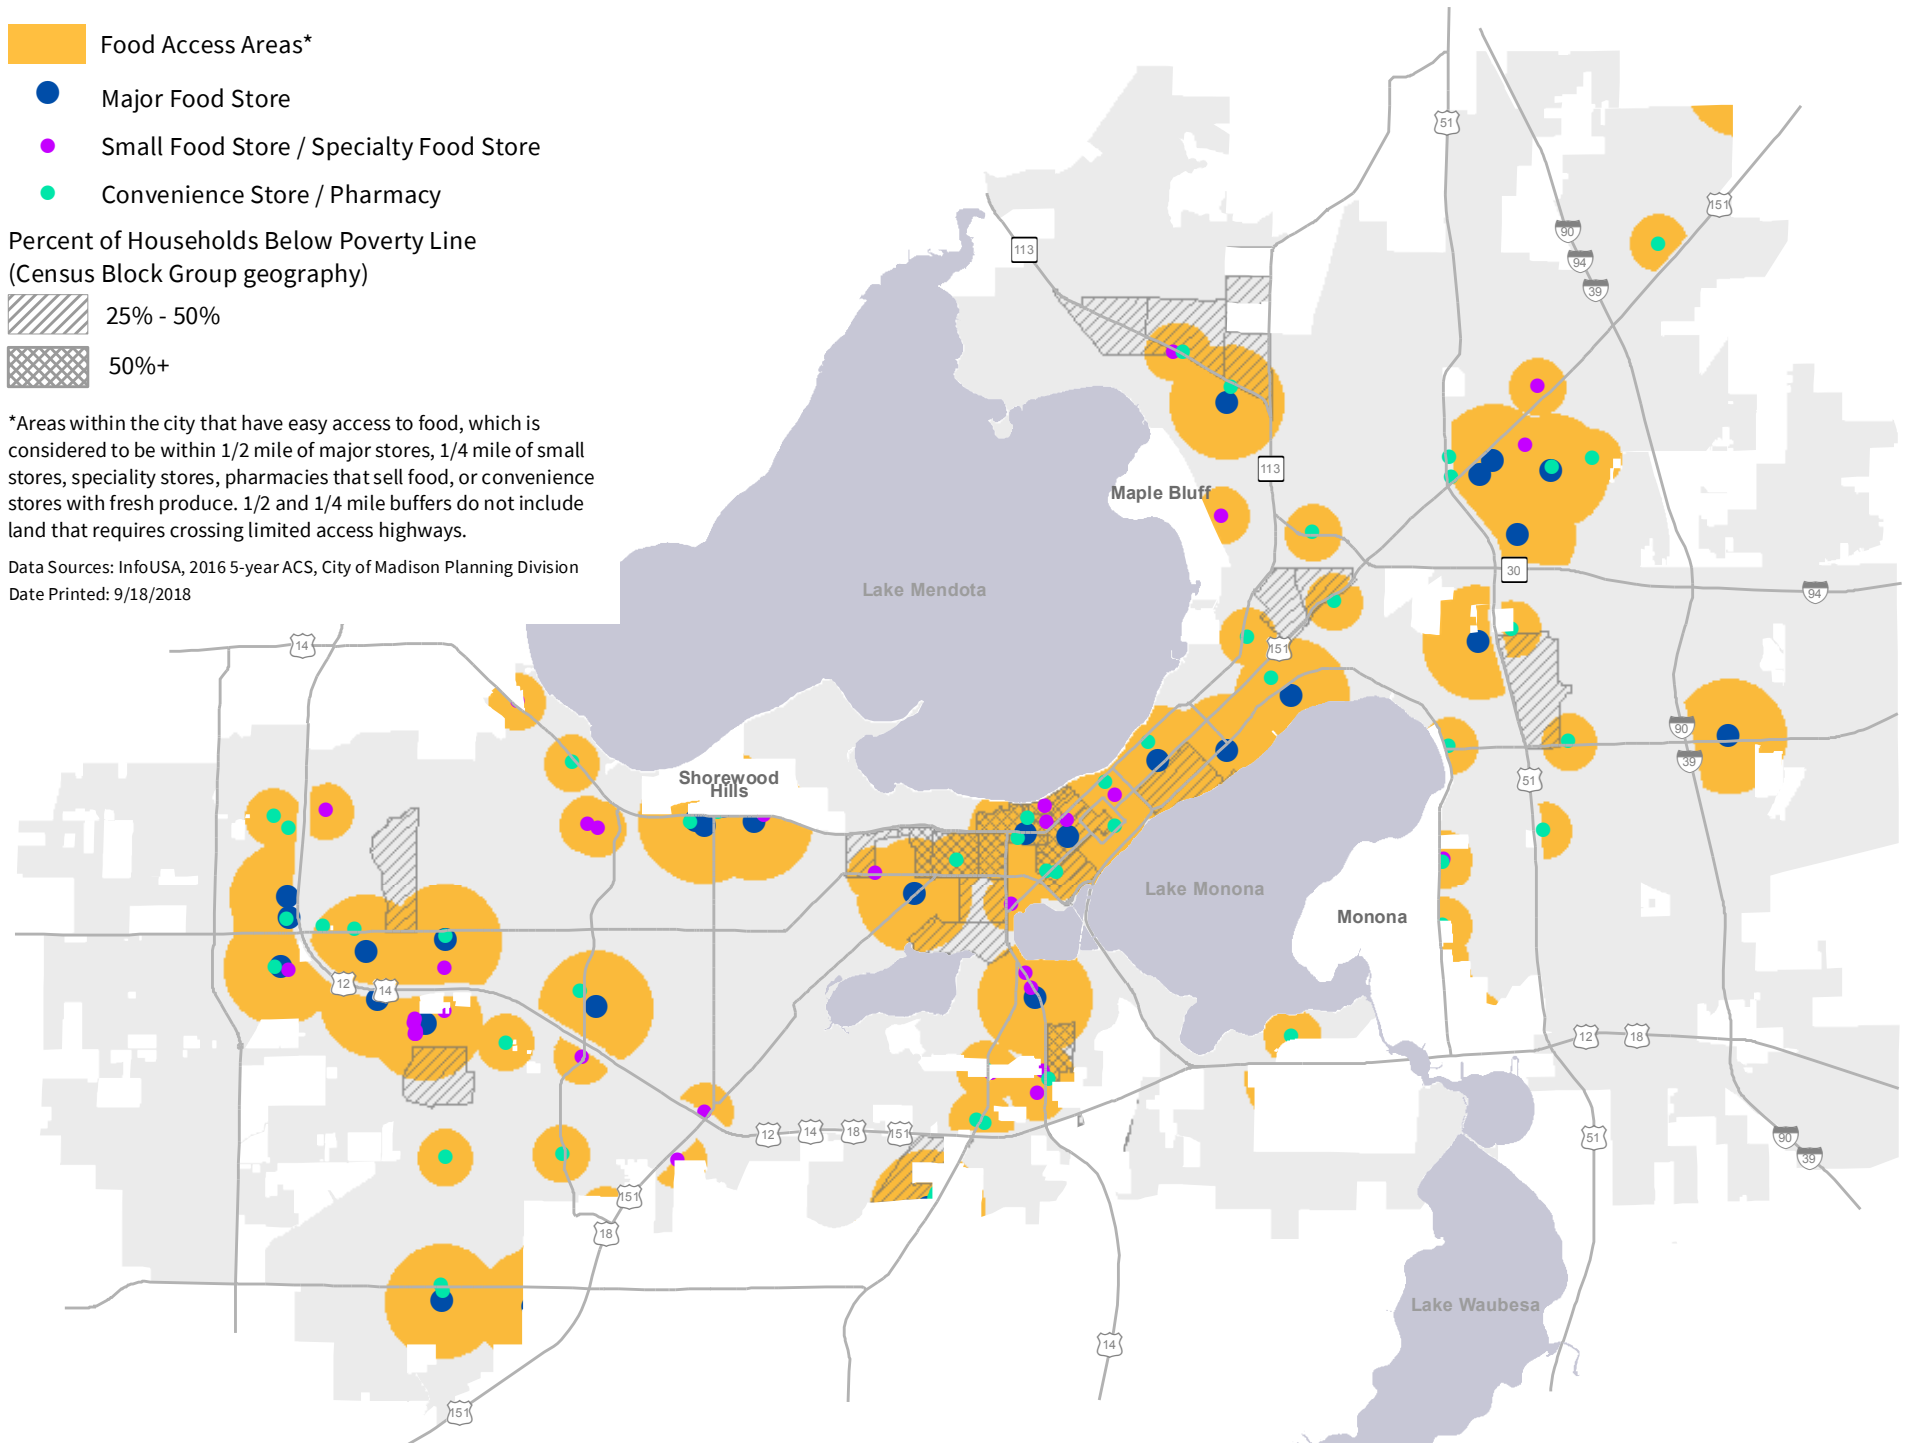 Food Access Areas*
Major Food Store
Small Food Store / Specialty Food Store
Convenience Store / Pharmacy
Percent of Households Below Poverty Line
(Census Block Group geography)
25% - 50%
50%+
*Areas within the city that have easy access to food, which is
considered to be within 1/2 mile of major stores, 1/4 mile of small
stores, speciality stores, pharmacies that sell food, or convenience
stores with fresh produce. 1/2 and 1/4 mile buffers do not include
land that requires crossing limited access highways.
Data Sources: InfoUSA, 2016 5-year ACS, City of Madison Planning Division
Date Printed: 9/18/2018
51
151
90
94
39
113
113
Maple Bluff
30
94
Lake Mendota
14
151
90
39
51
Shorewood
Hills
Lake Monona
Monona
12
14
12
18
12
14
18
151
51
90
39
151
18
Lake Waubesa
14
151